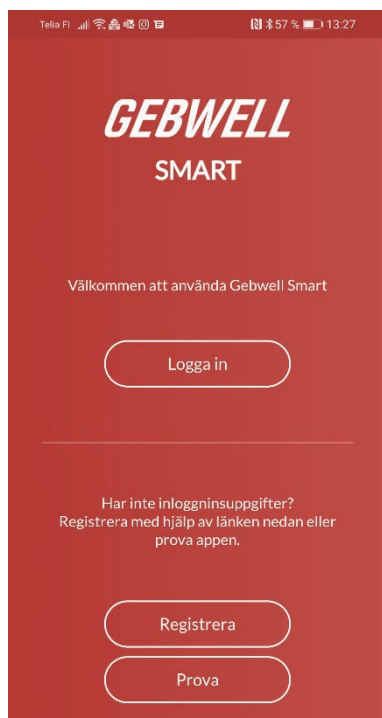 Telia FI 57 % 13:27
GEBWELL
SMART
Välkommen att använda Gebwell Smart
Logga in
Har inte inloggninsuppgifter?
Registrera med hjälp av länken nedan eller
prova appen.
Registrera
Prova